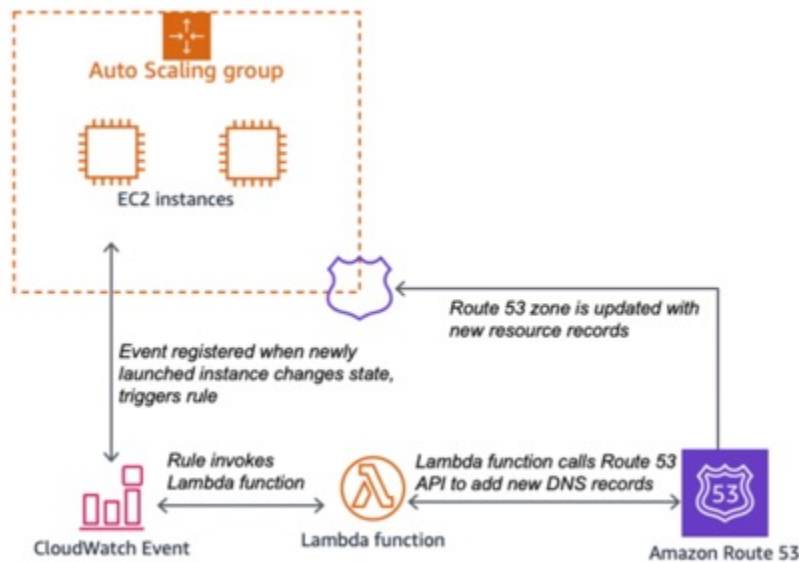 Auto Scaling group
EC2 instances
Route 53 zone is updated with
new resource records
Event registered when newly
launched instance changes state,
triggers rule
Rule invokes
Lambda function
Lambda function calls Route 53
API to add new DNS records
53
CloudWatch Event
Lambda function
Amazon Route 53